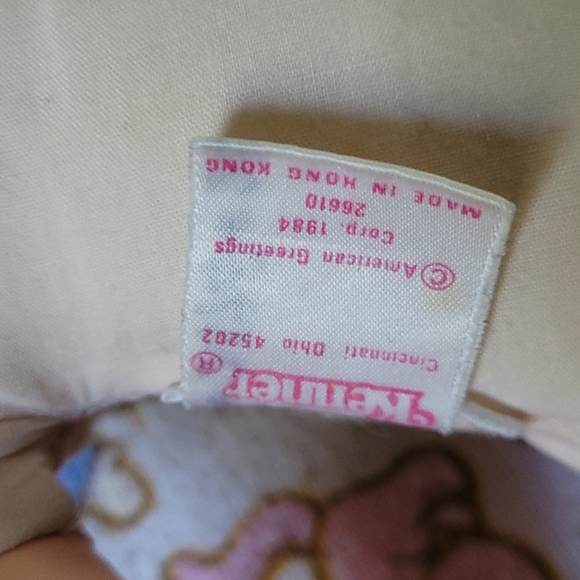 Kenner®
Cincinnati Ohio 45202
© American Greetings
Corp. 1984
26610
MADE IN HONG KONG